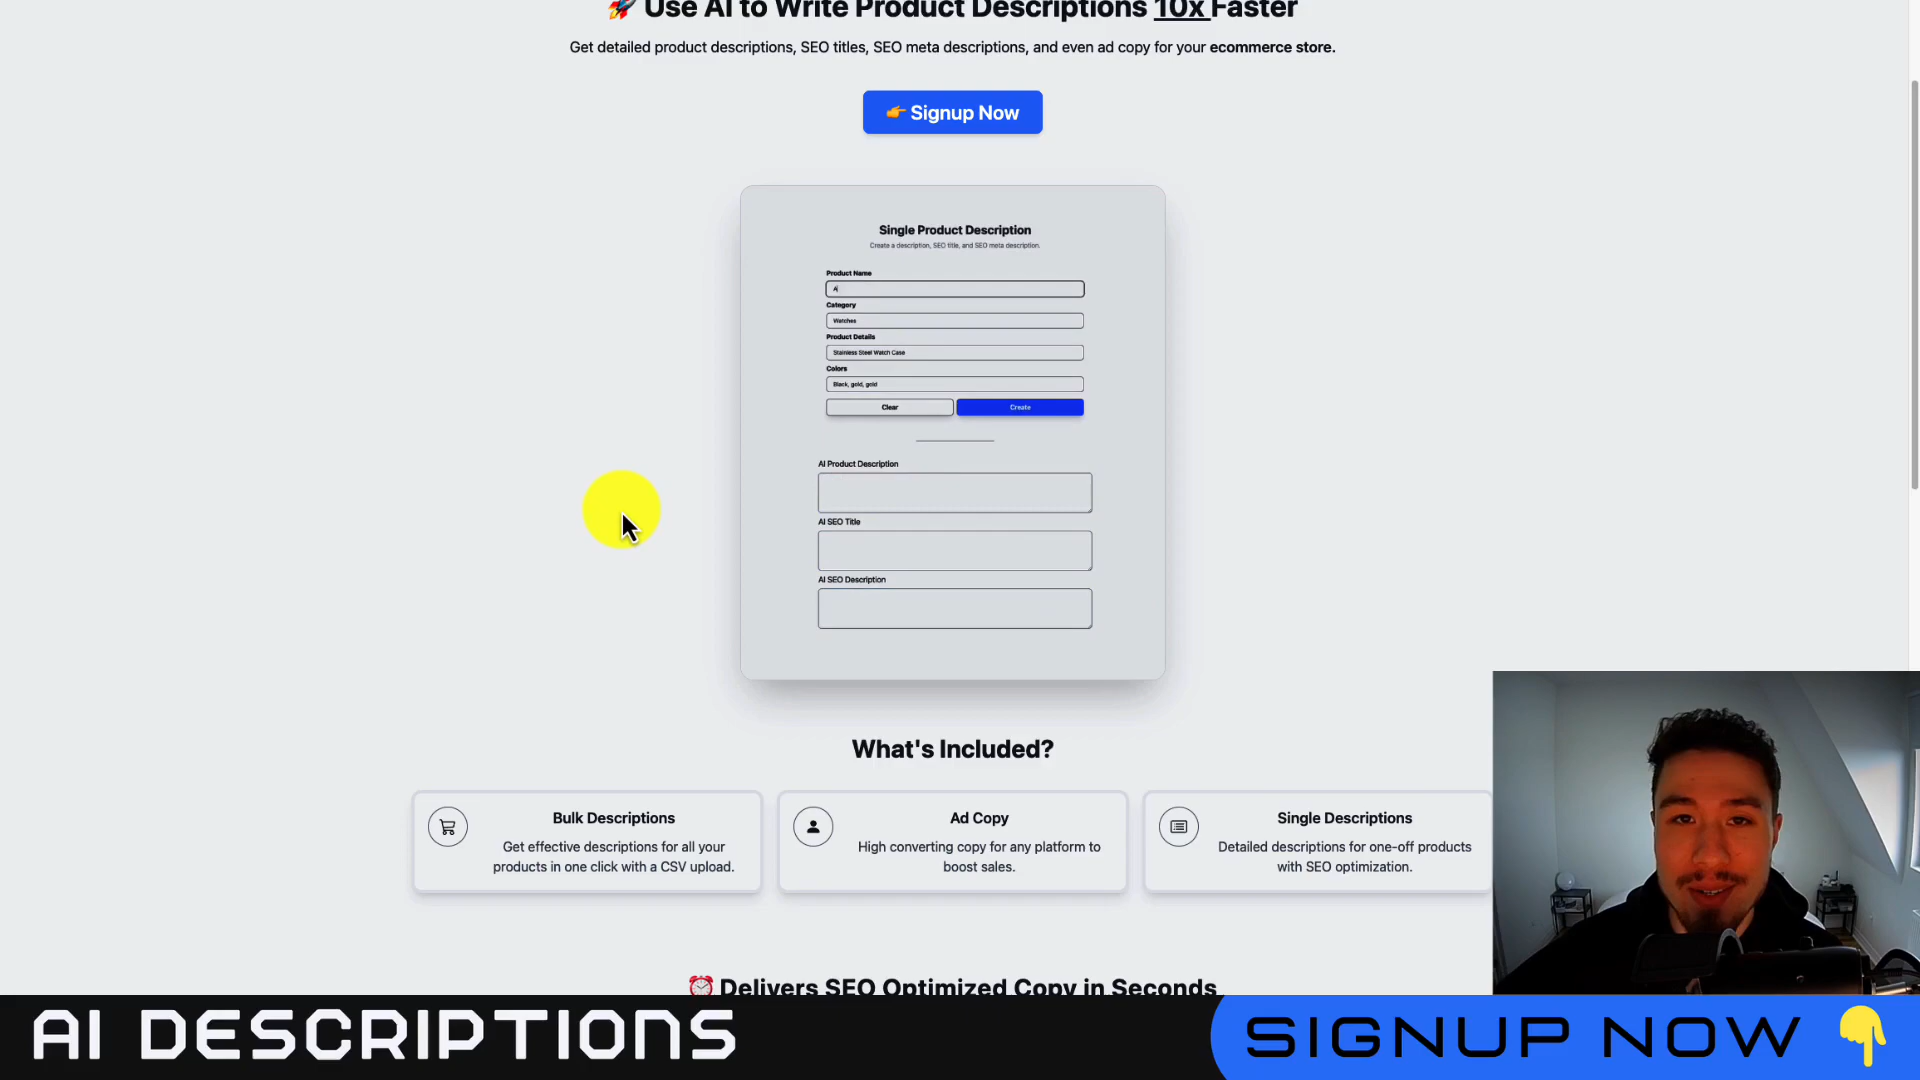 🚀 Use AI to Write Product Descriptions 10x Faster
Get detailed product descriptions, SEO titles, SEO meta descriptions, and even ad copy for your ecommerce store.
👉 Signup Now
Single Product Description
Create a description, SEO title, and SEO meta description.
Product Name
A
Category
Watches
Product Details
Stainless Steel Watch Case
Colors
Black, gold, gold
Clear
Create
AI Product Description
AI SEO Title
AI SEO Description
What's Included?
Bulk Descriptions
Get effective descriptions for all your
products in one click with a CSV upload.
Ad Copy
High converting copy for any platform to
boost sales.
Single Descriptions
Detailed descriptions for one-off products
with SEO optimization.
⏰ Delivers SEO Optimized Copy in Seconds
AI DESCRIPTIONS
SIGNUP NOW 👇